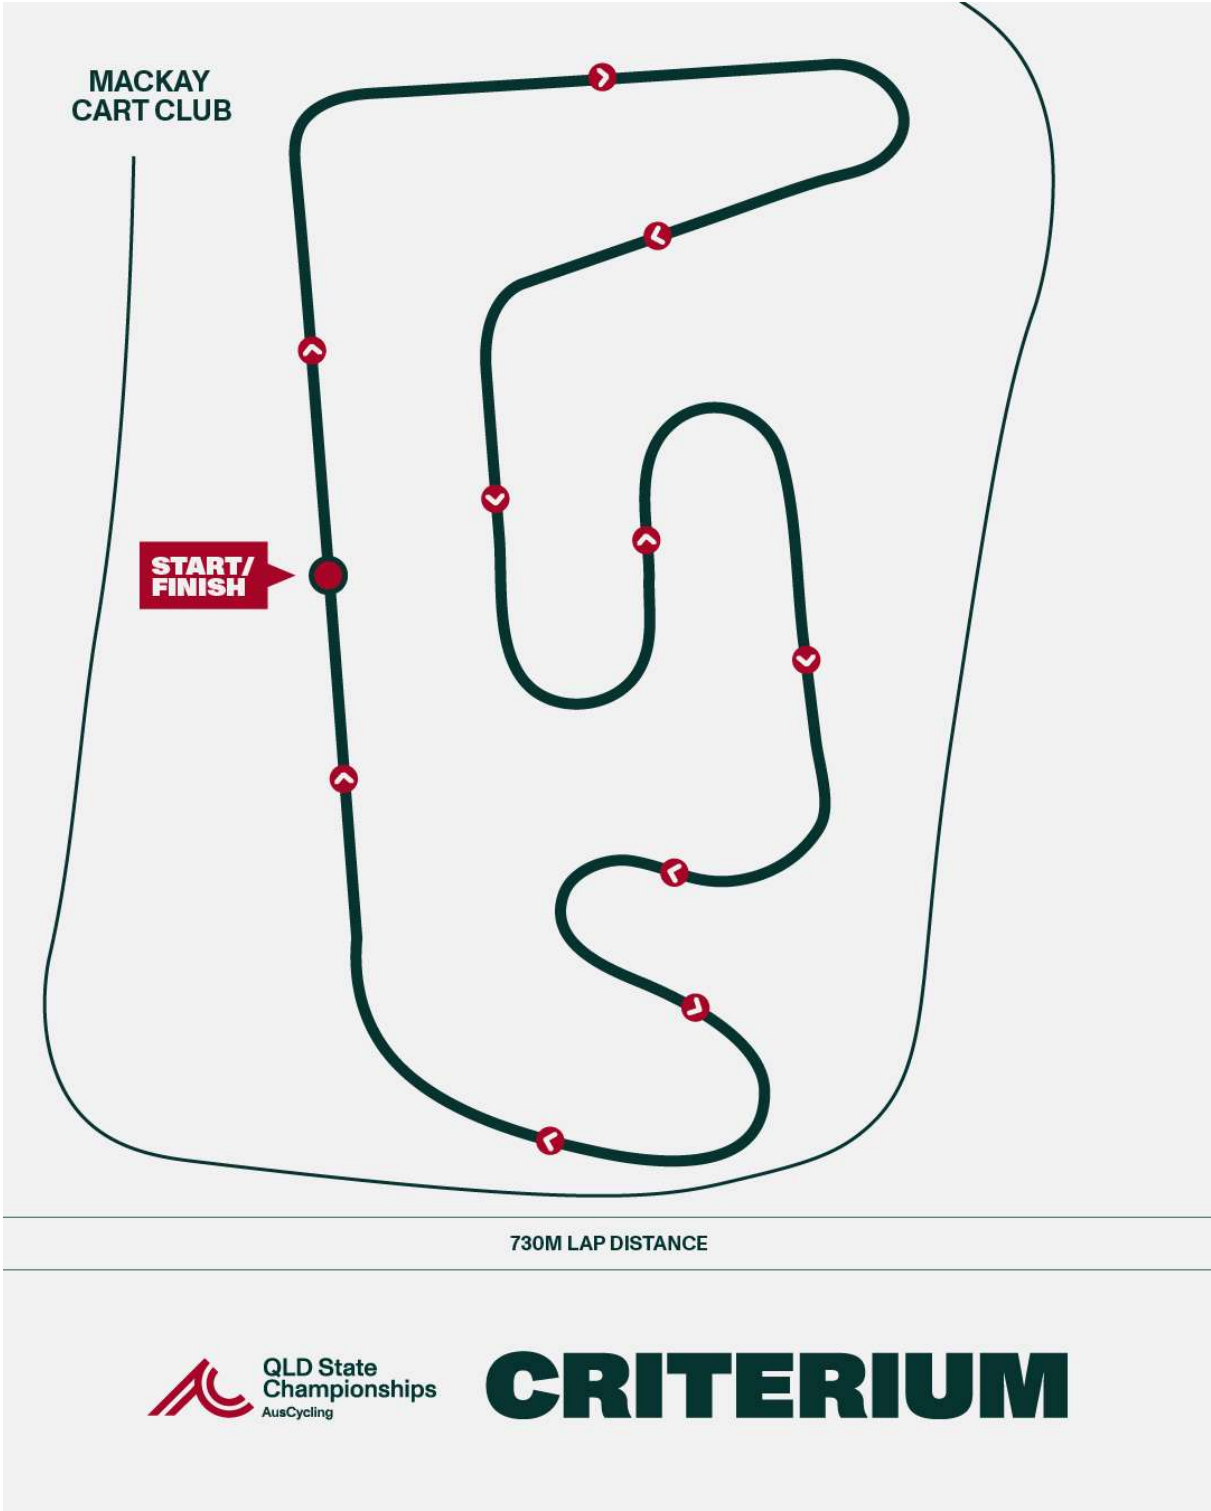 MACKAY
CART CLUB
START/
FINISH
730M LAP DISTANCE
QLD State
Championships
AusCycling
CRITERIUM